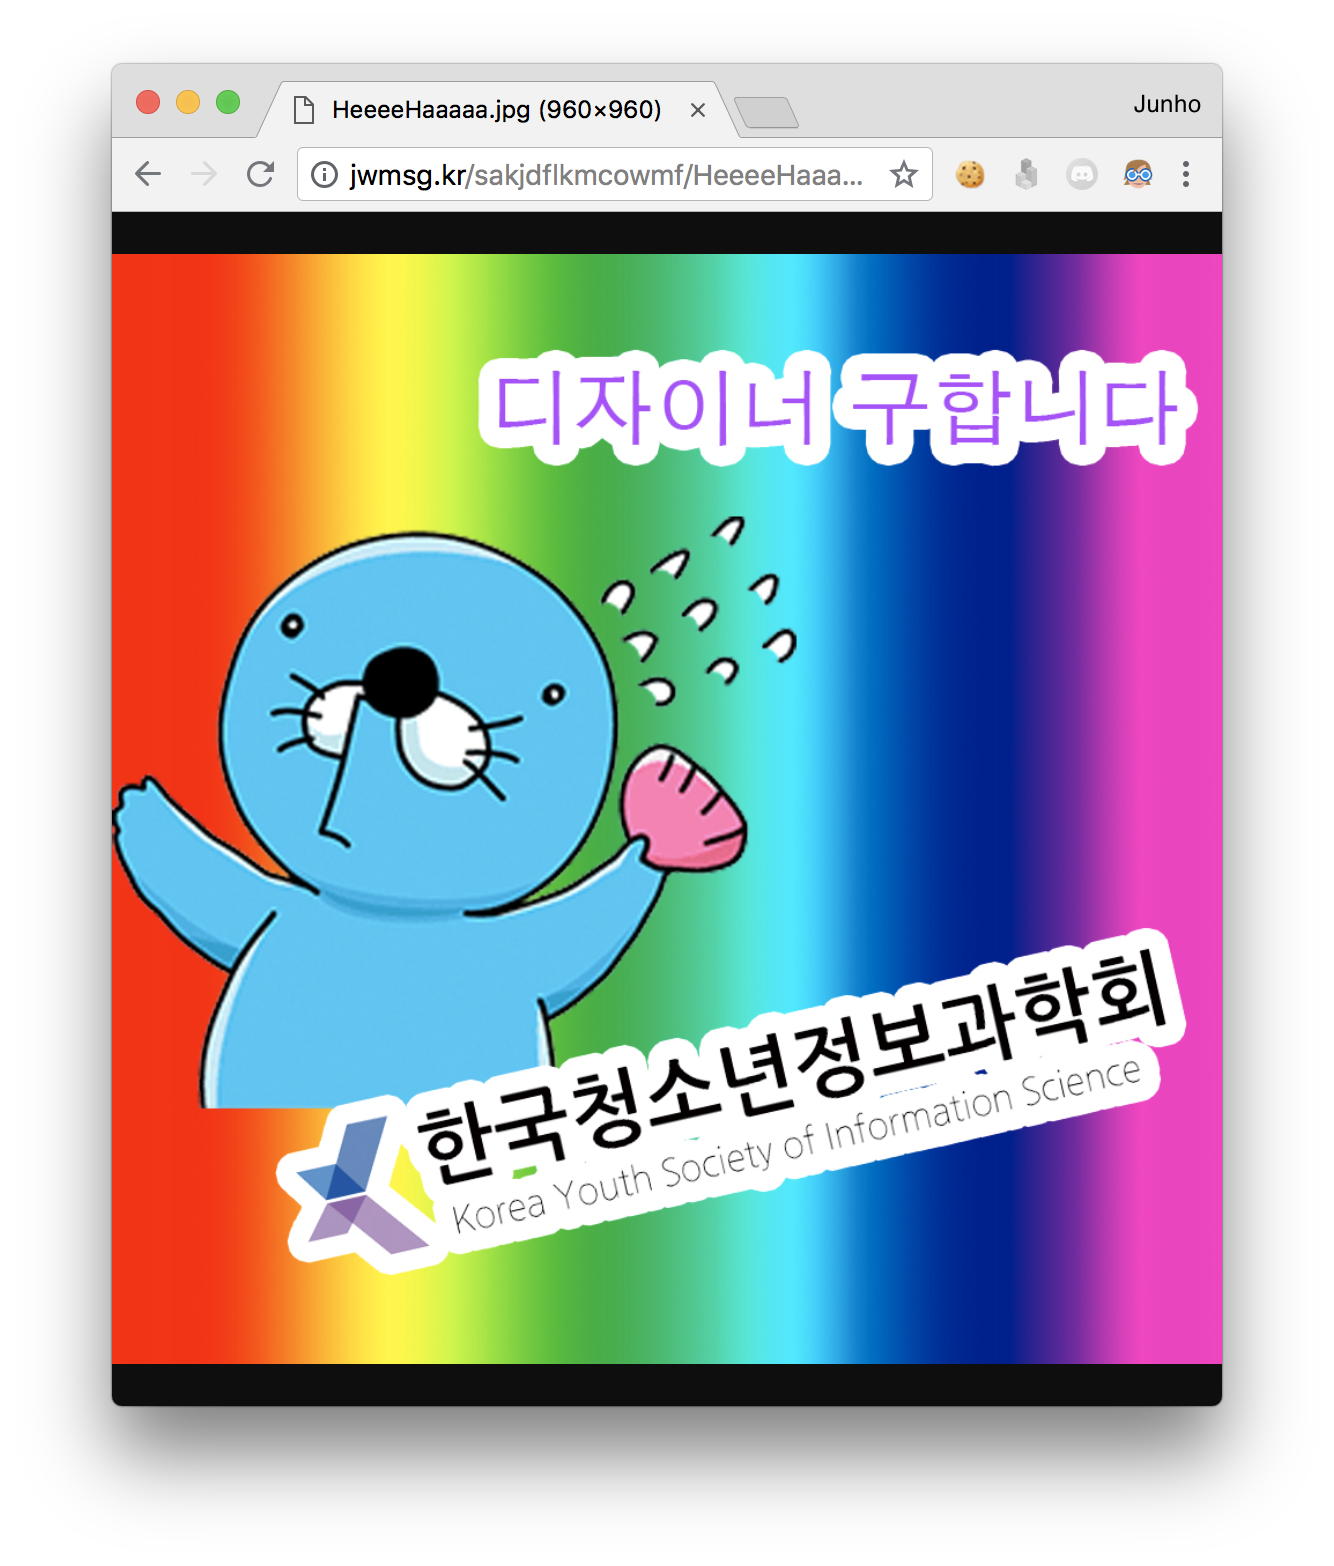 HeeeeHaaaaa.jpg (960×960)
Junho
jwmsg.kr/sakjdflkmcowmf/HeeeeHaaa...
디자이너 구합니다
한국청소년정보과학회
Korea Youth Society of Information Science